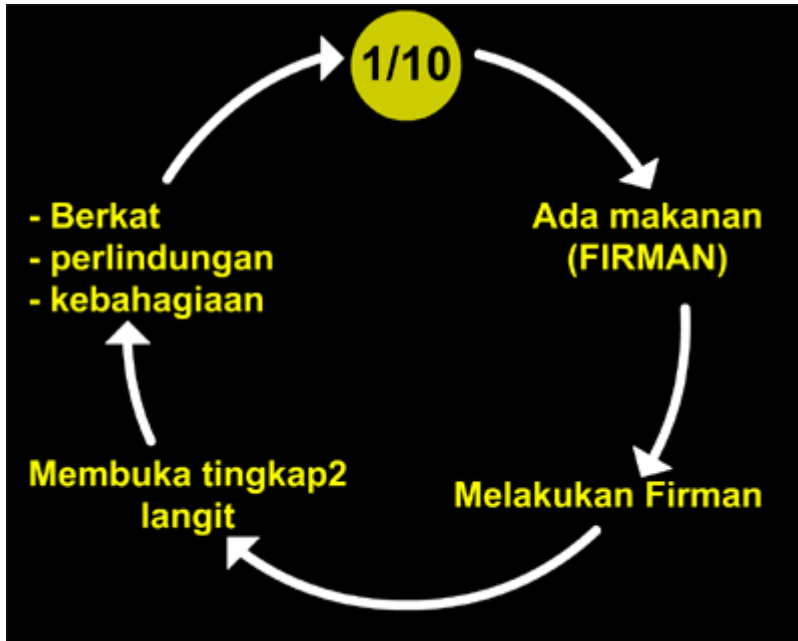 1/10
Ada makanan
(FIRMAN)
Melakukan Firman
Membuka tingkap2
langit
- Berkat
- perlindungan
- kebahagiaan